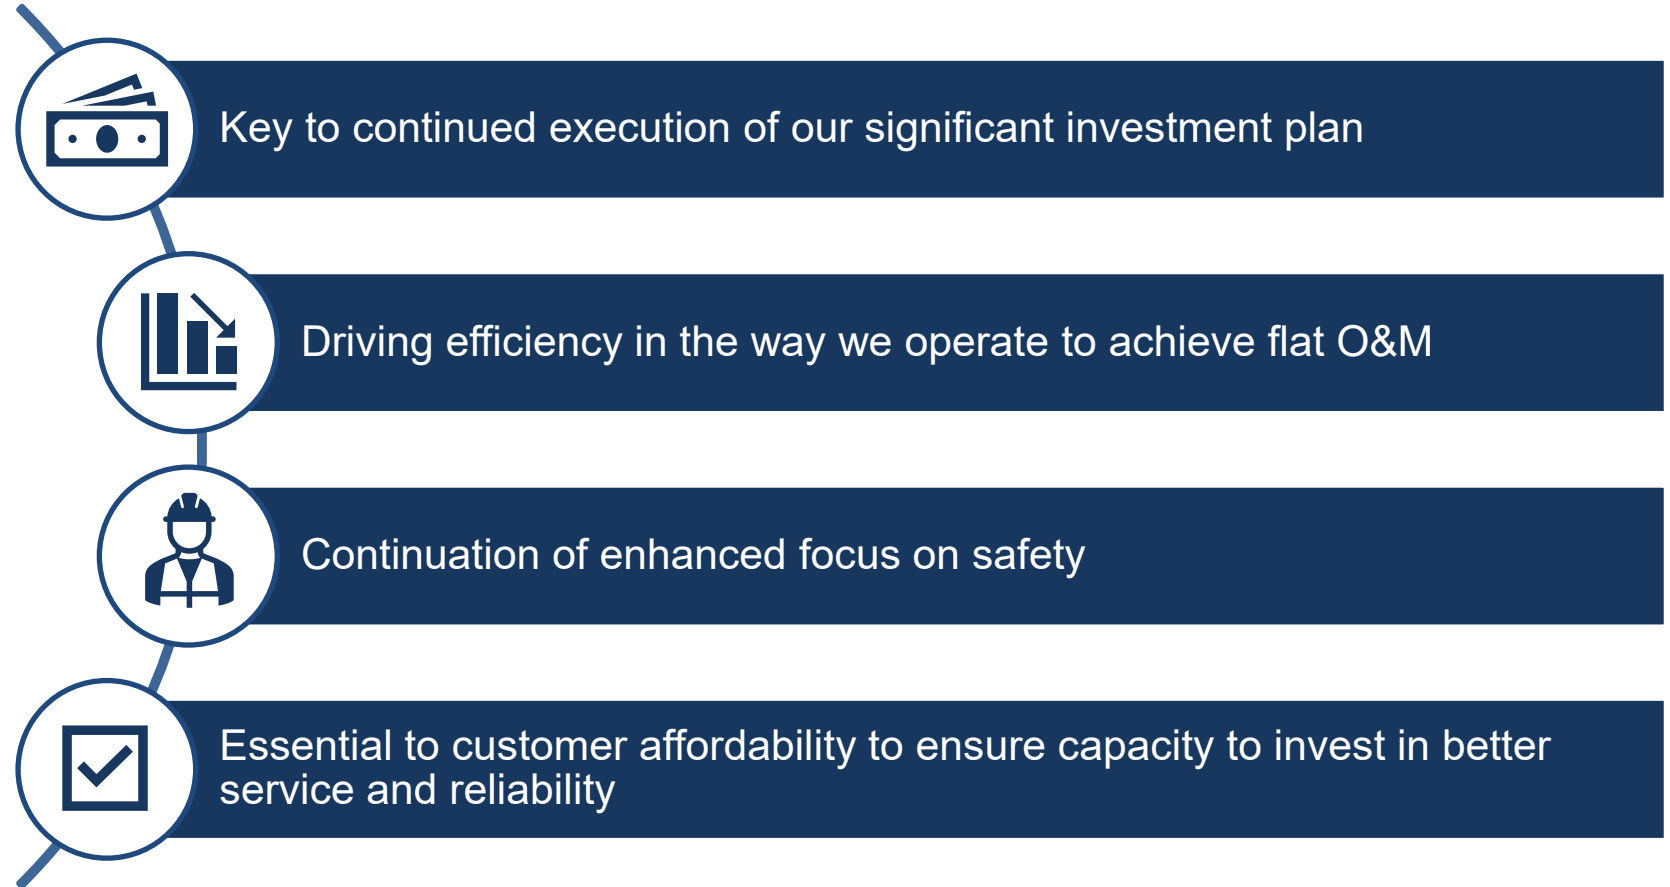 Key to continued execution of our significant investment plan
Driving efficiency in the way we operate to achieve flat O&M
Continuation of enhanced focus on safety
Essential to customer affordability to ensure capacity to invest in better
service and reliability